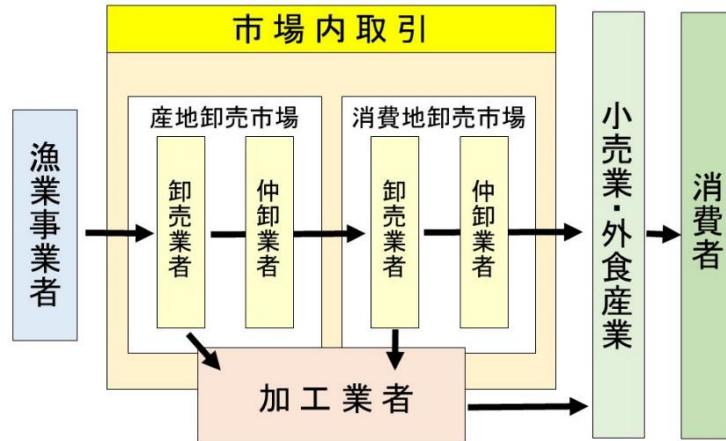 市場内取引
漁業事業者
産地卸売市場
卸売業者
仲卸業者
消費地卸売市場
卸売業者
仲卸業者
加工業者
小売業・外食産業
消費者